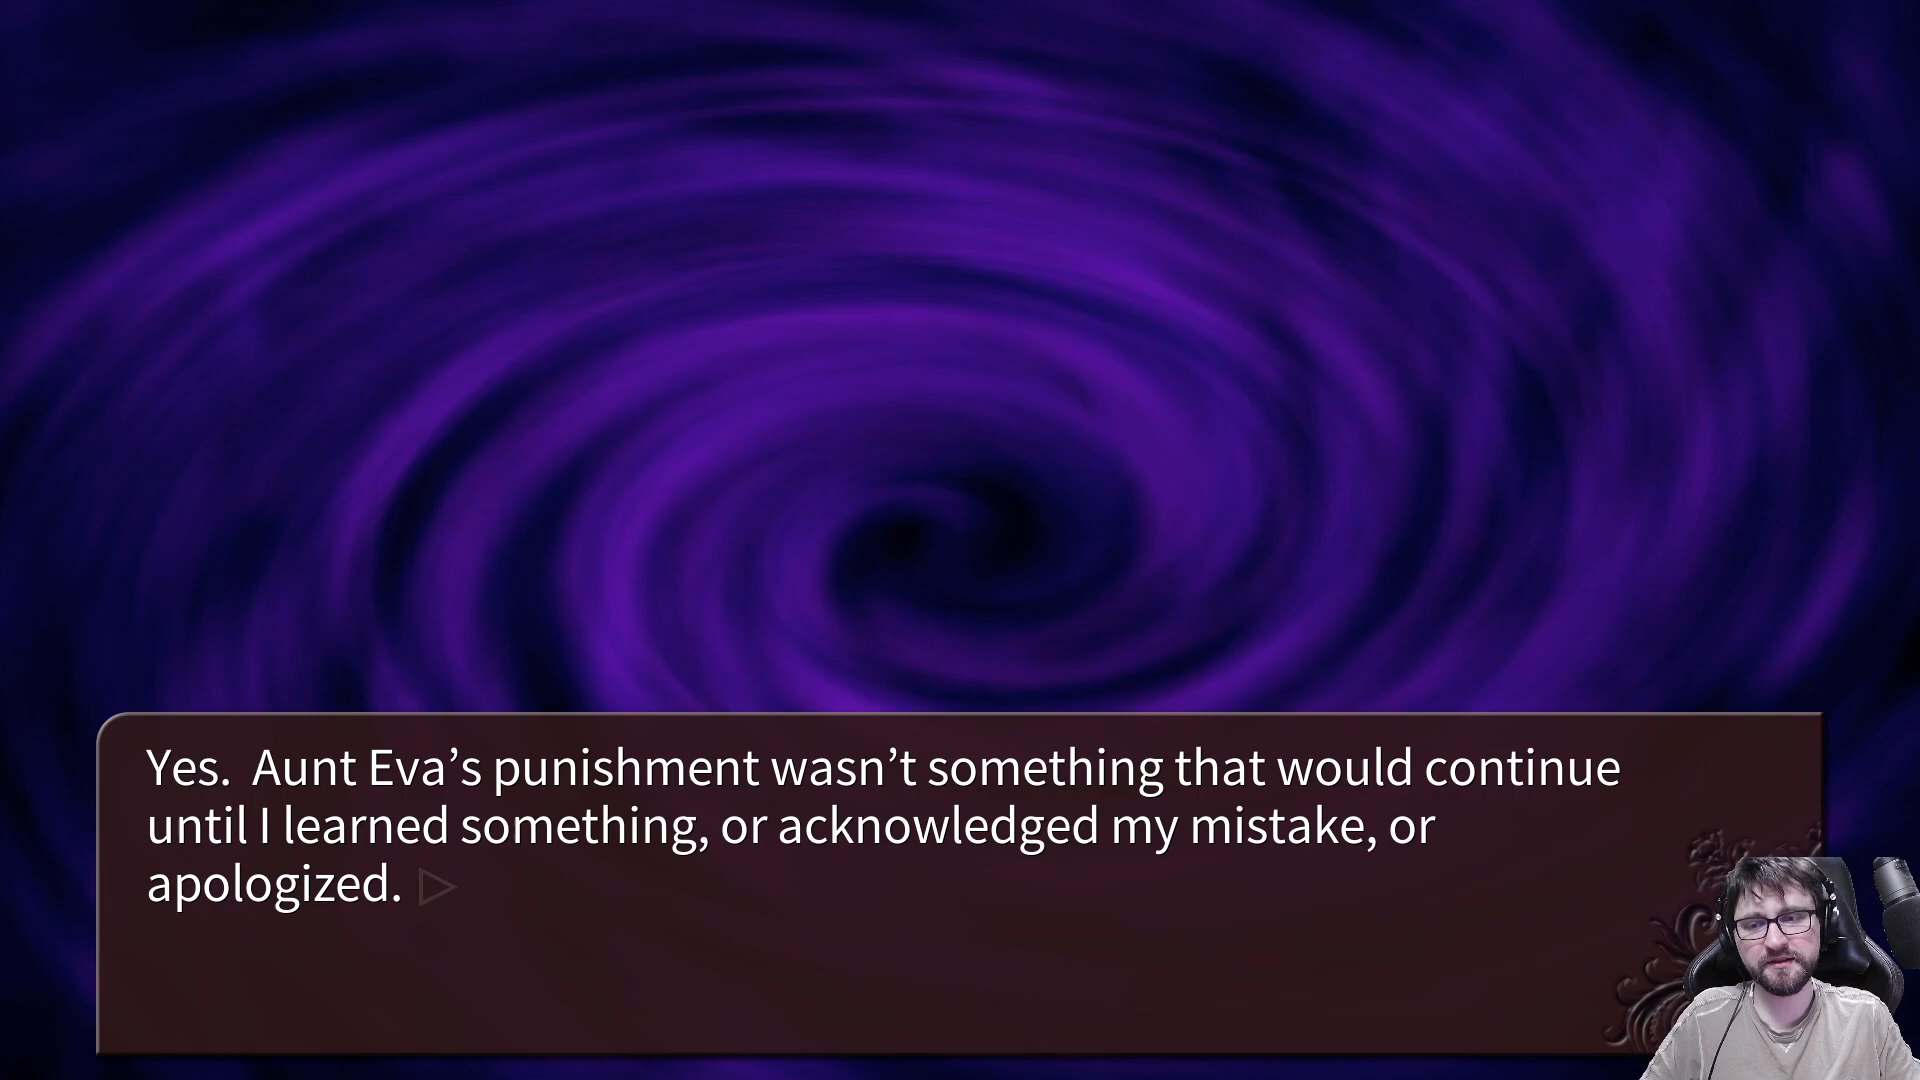 Yes.  Aunt Eva’s punishment wasn’t something that would continue
until I learned something, or acknowledged my mistake, or
apologized.